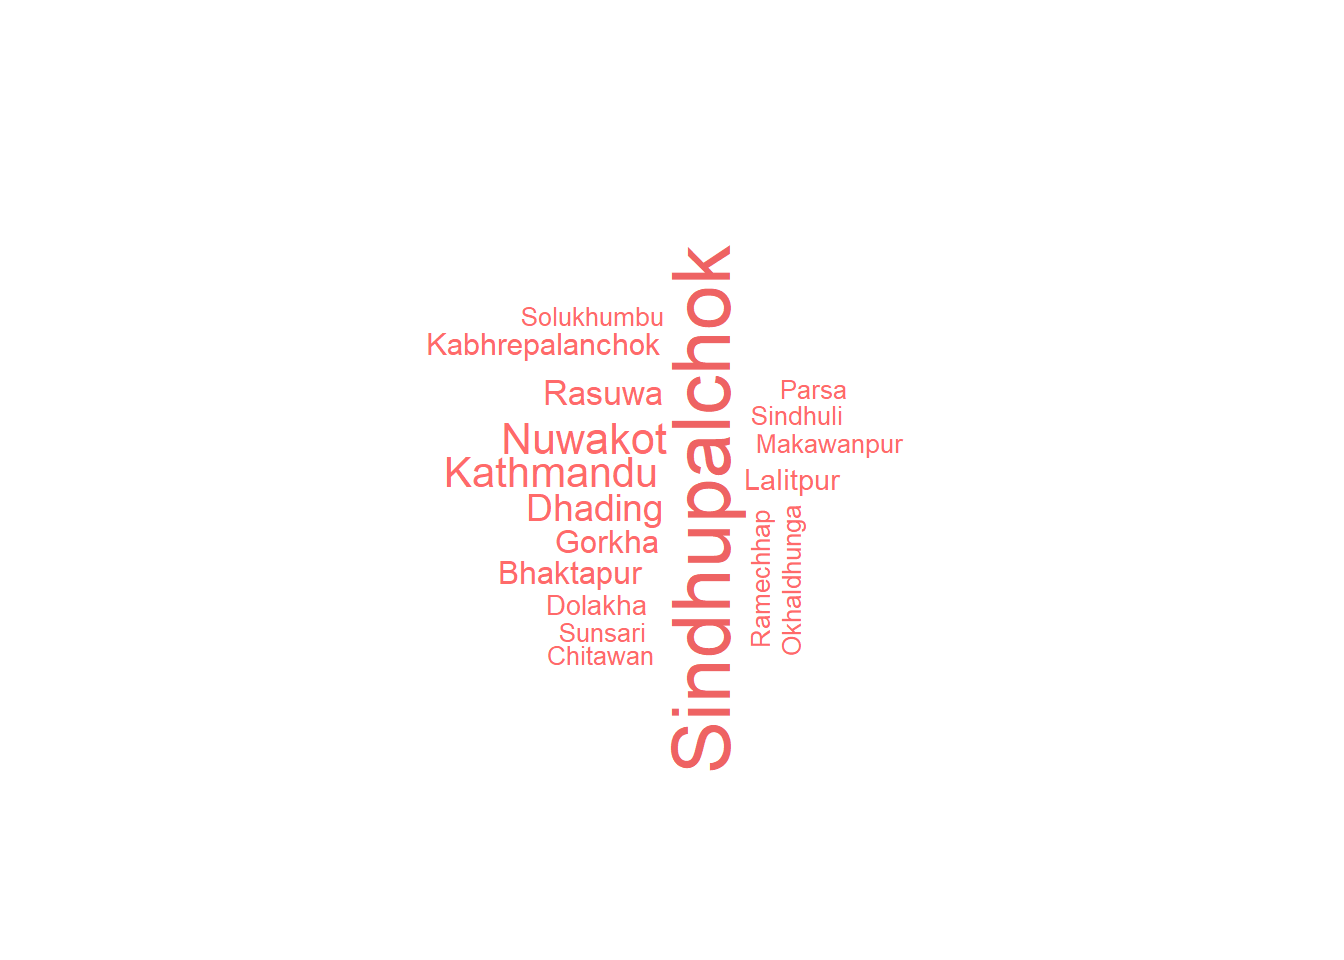 Solukhumbu
Kabhrepalanchok
Rasuwa
Nuwakot
Kathmandu
Dhading
Gorkha
Bhaktapur
Dolakha
Sunsari
Chitawan
Sindhupalchok
Parsa
Sindhuli
Makawanpur
Lalitpur
Ramechhap
Okhaldhunga